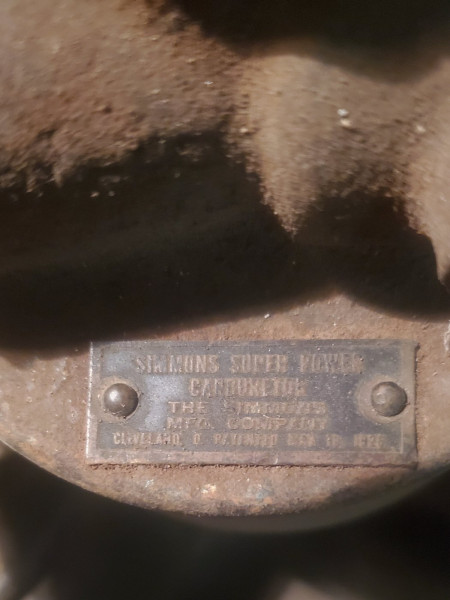 SIMMONS SUPER POWER
CARBURETOR
THE SIMMONS
MFG. COMPANY
CLEVELAND, O. PATENTED